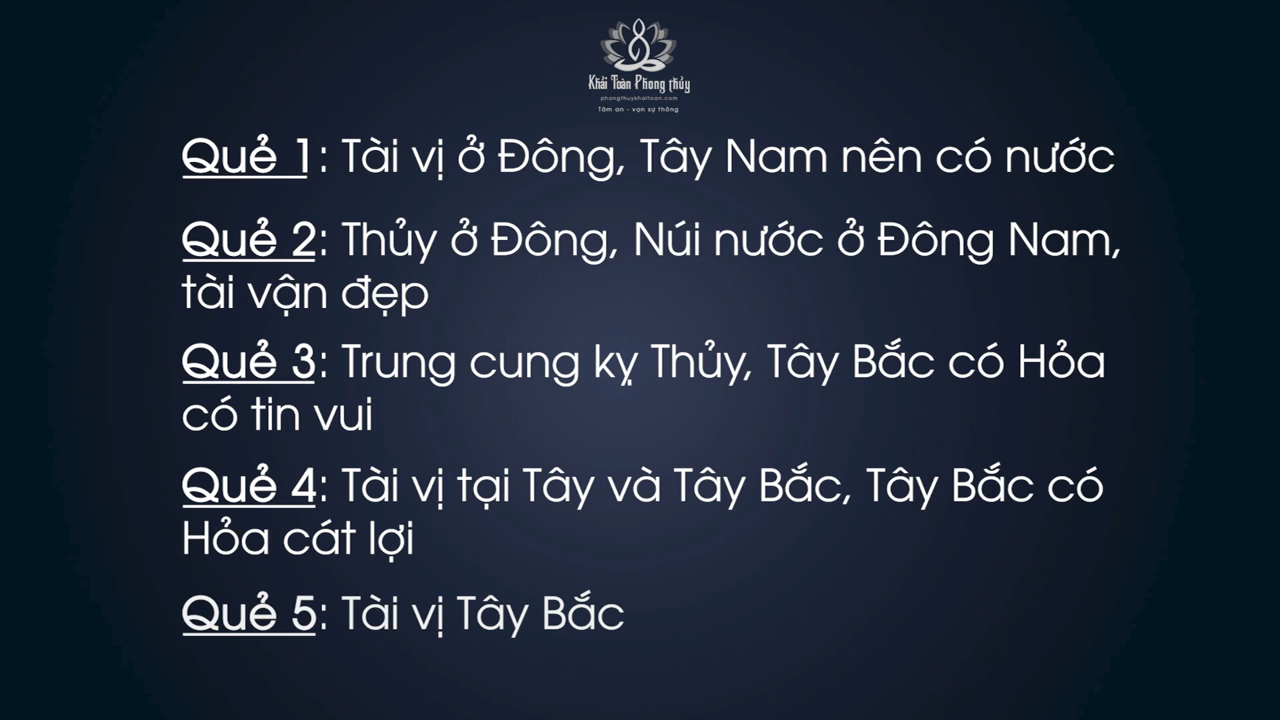 Khải Toàn Phong thủy
phongthuykhaitoan.com
Tâm an - vạn sự thông
Quẻ 1: Tài vị ở Đông, Tây Nam nên có nước
Quẻ 2: Thủy ở Đông, Núi nước ở Đông Nam,
tài vận đẹp
Quẻ 3: Trung cung kỵ Thủy, Tây Bắc có Hỏa
có tin vui
Quẻ 4: Tài vị tại Tây và Tây Bắc, Tây Bắc có
Hỏa cát lợi
Quẻ 5: Tài vị Tây Bắc